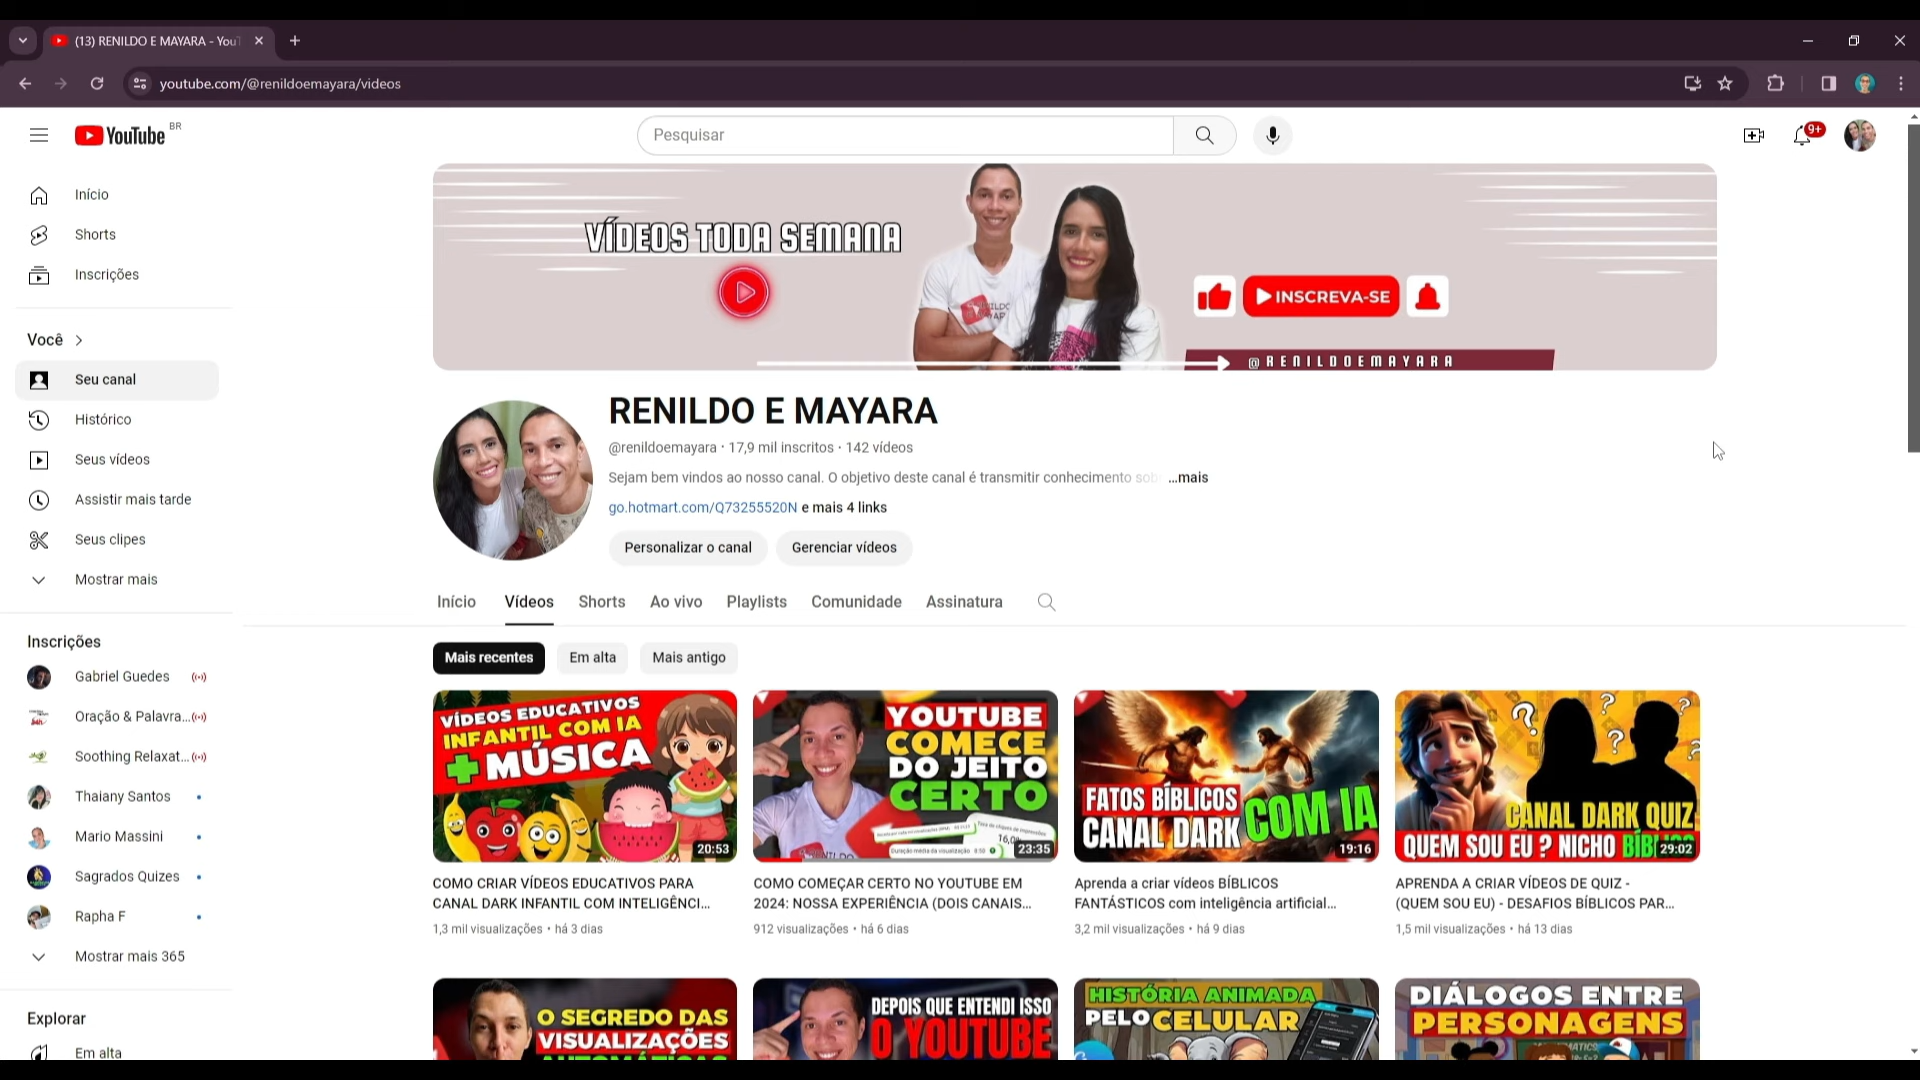 (13) RENILDO E MAYARA - You
youtube.com/@renildoemayara/videos
YouTube BR
Pesquisar
9+
Início
Shorts
Inscrições
Você
Seu canal
Histórico
Seus vídeos
Assistir mais tarde
Seus clipes
Mostrar mais
Inscrições
Gabriel Guedes
Oração & Palavra...
Soothing Relaxat...
Thaiany Santos
Mario Massini
Sagrados Quizes
Rapha F
Mostrar mais 365
Explorar
Em alta
VÍDEOS TODA SEMANA
INSCREVA-SE
@RENILDOEMAYARA
RENILDO E MAYARA
@renildoemayara · 17,9 mil inscritos · 142 vídeos
Sejam bem vindos ao nosso canal. O objetivo deste canal é transmitir conhecimento sob ...mais
go.hotmart.com/Q73255520N e mais 4 links
Personalizar o canal
Gerenciar vídeos
Início
Vídeos
Shorts
Ao vivo
Playlists
Comunidade
Assinatura
Mais recentes
Em alta
Mais antigo
VÍDEOS EDUCATIVOS
INFANTIL COM IA
+ MÚSICA
20:53
COMO CRIAR VÍDEOS EDUCATIVOS PARA
CANAL DARK INFANTIL COM INTELIGÊNCI...
1,3 mil visualizações • há 3 dias
YOUTUBE
COMECE
DO JEITO
CERTO
23:35
COMO COMEÇAR CERTO NO YOUTUBE EM
2024: NOSSA EXPERIÊNCIA (DOIS CANAIS...
912 visualizações • há 6 dias
FATOS BÍBLICOS
CANAL DARK COM IA
19:16
Aprenda a criar vídeos BÍBLICOS
FANTÁSTICOS com inteligência artificial...
3,2 mil visualizações • há 9 dias
CANAL DARK QUIZ
QUEM SOU EU ? NICHO
29:02
APRENDA A CRIAR VÍDEOS DE QUIZ -
(QUEM SOU EU) - DESAFIOS BÍBLICOS PAR...
1,5 mil visualizações • há 13 dias
O SEGREDO DAS
VISUALIZAÇÕES
AUTOMÁTICAS
DEPOIS QUE ENTENDI ISSO
O YOUTUBE
HISTÓRIA ANIMADA
PELO CELULAR
DIÁLOGOS ENTRE
PERSONAGENS